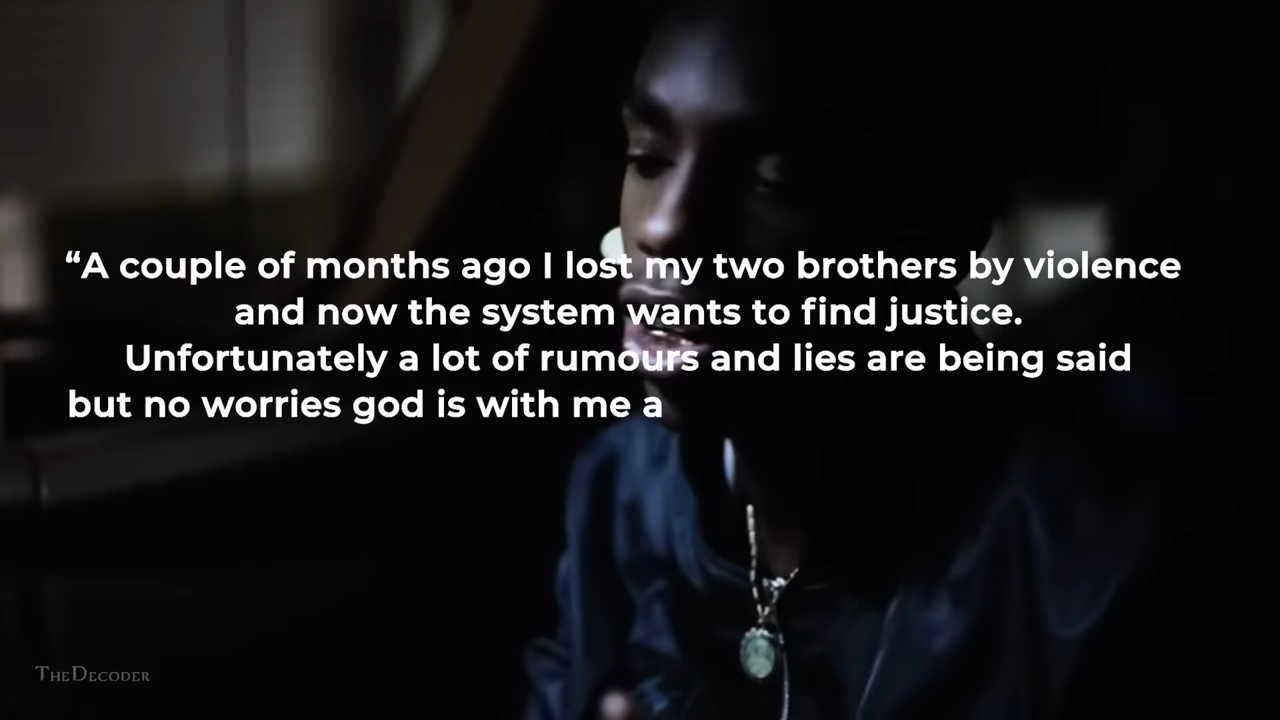 “A couple of months ago I lost my two brothers by violence
and now the system wants to find justice.
Unfortunately a lot of rumours and lies are being said
but no worries god is with me a
TheDecoder